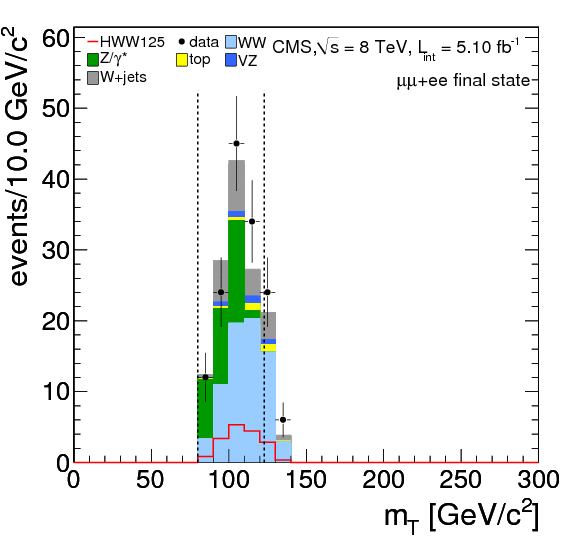 events/10.0 GeV/c²
60
50
40
30
20
10
0
HWW125 data WW
Z/γ* top VZ
W+jets
CMS,√s = 8 TeV, L_int = 5.10 fb⁻¹
μμ+ee final state
0 50 100 150 200 250 300
m_T [GeV/c²]